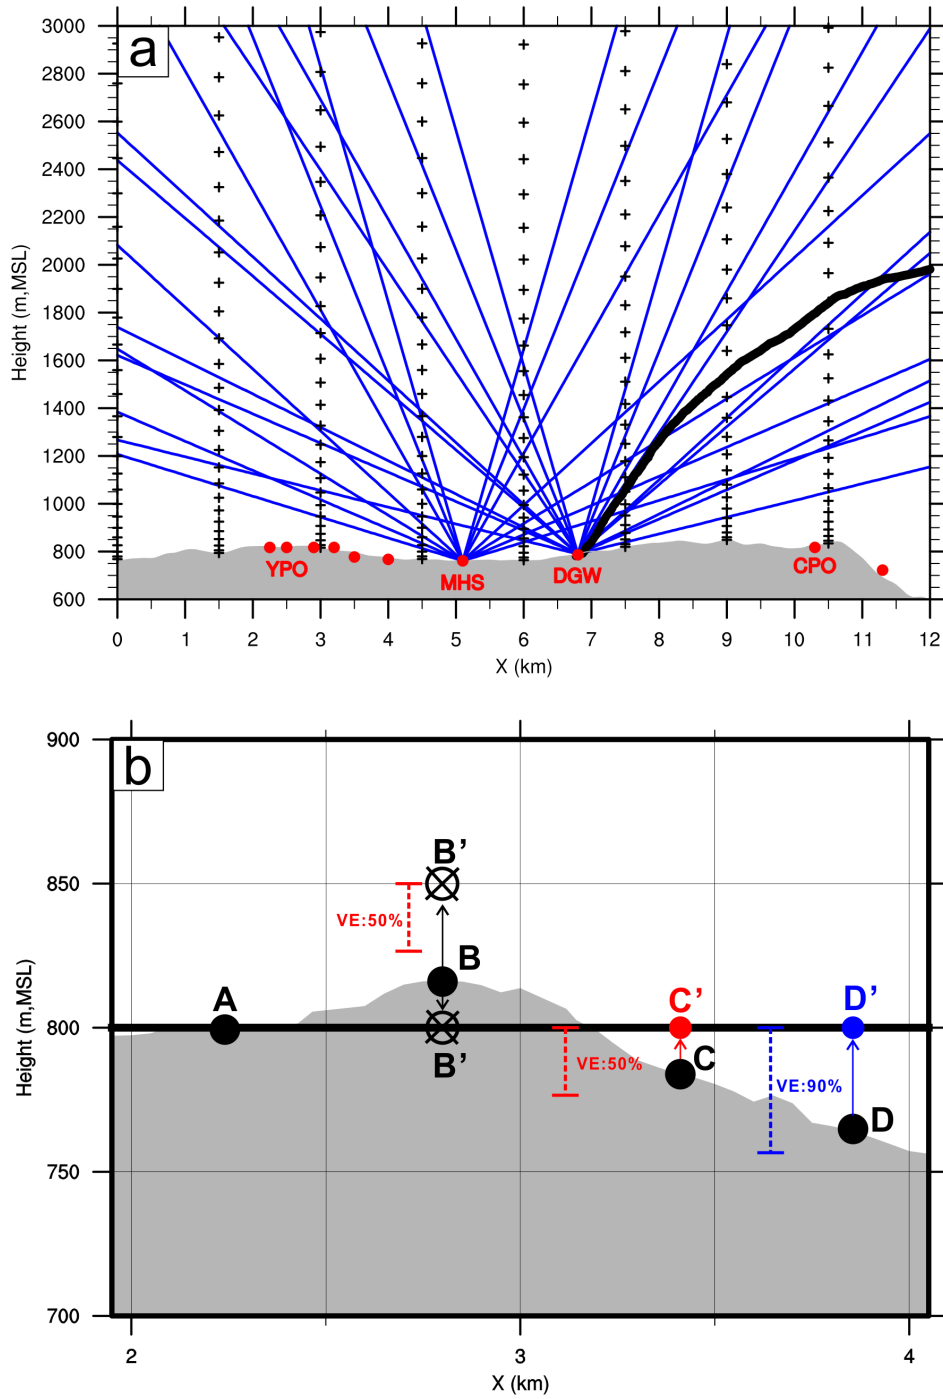 a
3000
2800
2600
2400
2200
2000
1800
1600
1400
1200
1000
800
600
Height (m,MSL)
YPO
MHS
DGW
CPO
0 1 2 3 4 5 6 7 8 9 10 11 12
X (km)
b
900
850
800
750
700
Height (m,MSL)
B’
VE:50%
B
A
B’
C’
D’
VE:50%
C
VE:90%
D
2 3 4
X (km)